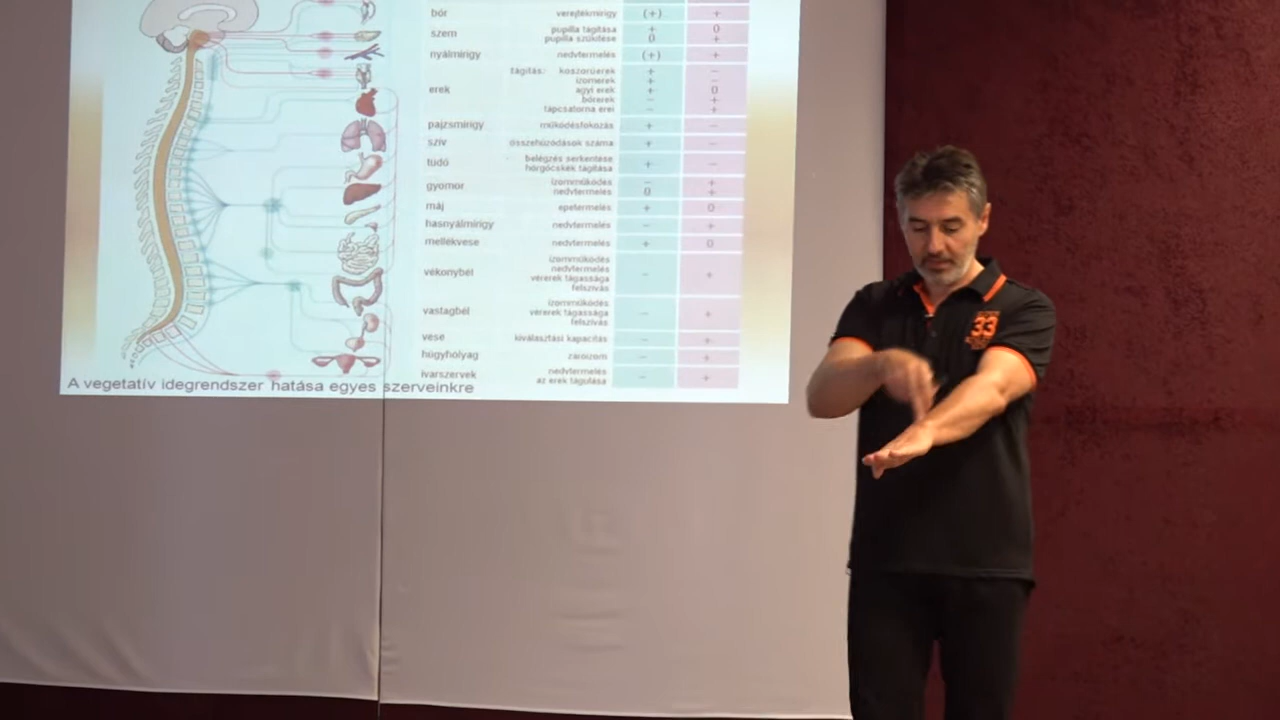 bőr verejtékmirigy (+) +
szem pupilla tágítása + 0
pupilla szűkítése 0 +
nyálmirigy nedvtermelés (+) +
tágítás: koszorúerek + –
izomerek + –
erek agyi erek + 0
bőrerek – +
tápcsatorna erei – +
pajzsmirigy működésfokozás + –
szív összehúzódások száma + –
tüdő belégzés serkentése
hörgőcskék tágítása + –
gyomor izomműködés – +
nedvtermelés 0 +
máj epetermelés + 0
hasnyálmirigy nedvtermelés – +
mellékvese nedvtermelés + 0
izomműködés
vékonybél nedvtermelés – +
vérerek tágassága
felszívás
izomműködés
vastagbél vérerek tágassága – +
felszívás
vese kiválasztási kapacitás – +
húgyhólyag záróizom – +
ivarszervek nedvtermelés – +
az erek tágulása
A vegetatív idegrendszer hatása egyes szerveinkre
33